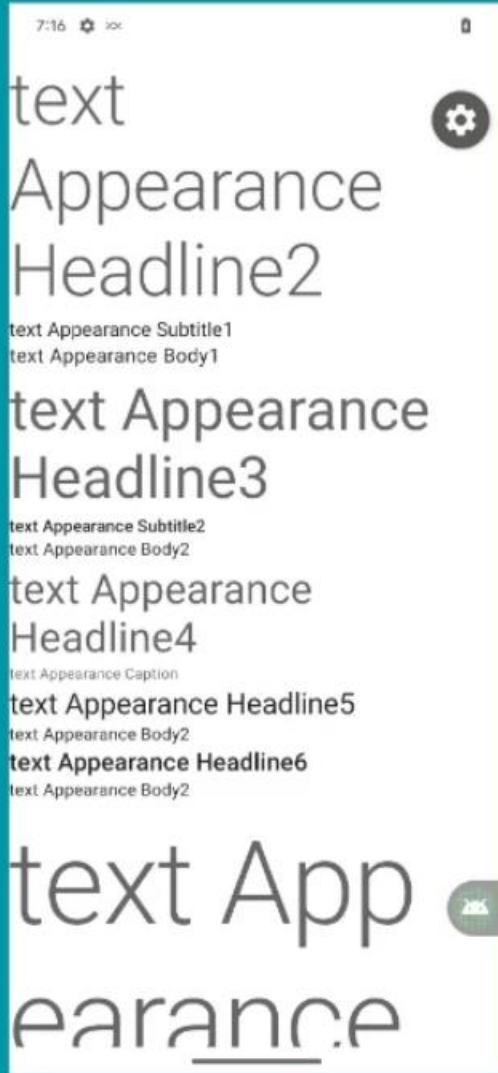 7:16
text
Appearance
Headline2
text Appearance Subtitle1
text Appearance Body1
text Appearance
Headline3
text Appearance Subtitle2
text Appearance Body2
text Appearance
Headline4
text Appearance Caption
text Appearance Headline5
text Appearance Body2
text Appearance Headline6
text Appearance Body2
text App
earance